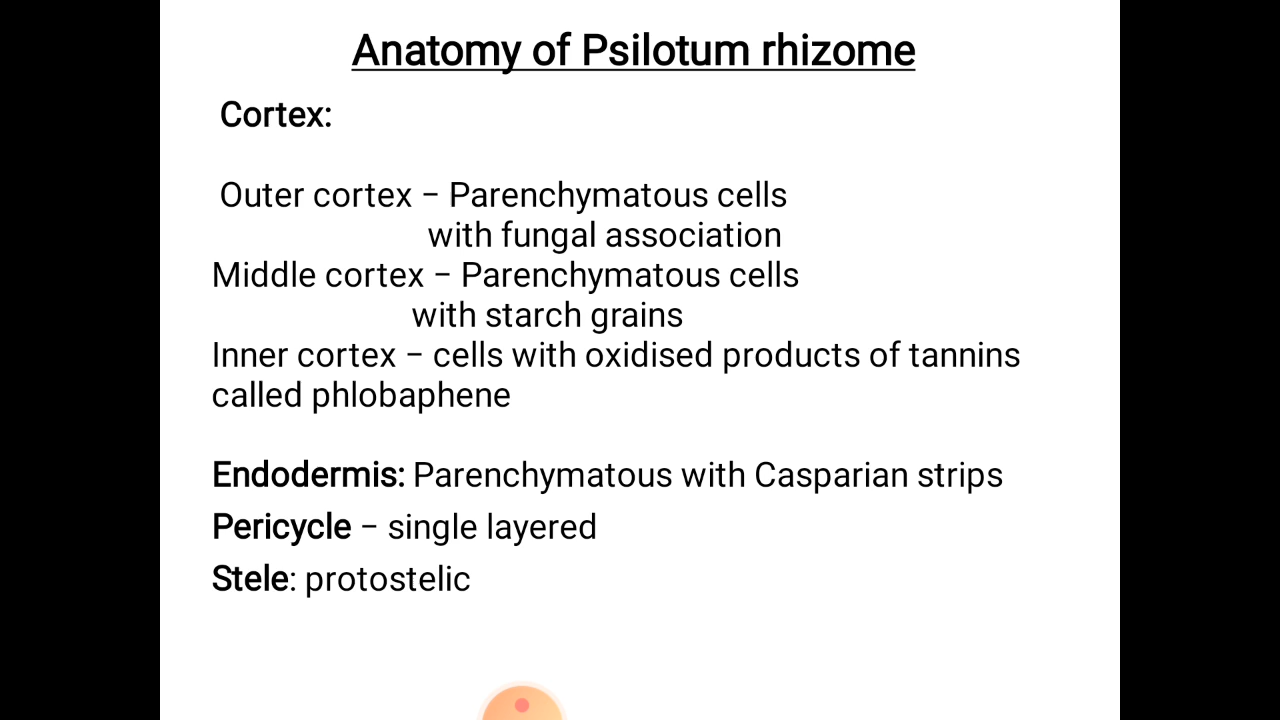 Anatomy of Psilotum rhizome
Cortex:
Outer cortex – Parenchymatous cells
with fungal association
Middle cortex – Parenchymatous cells
with starch grains
Inner cortex – cells with oxidised products of tannins
called phlobaphene
Endodermis: Parenchymatous with Casparian strips
Pericycle – single layered
Stele: protostelic